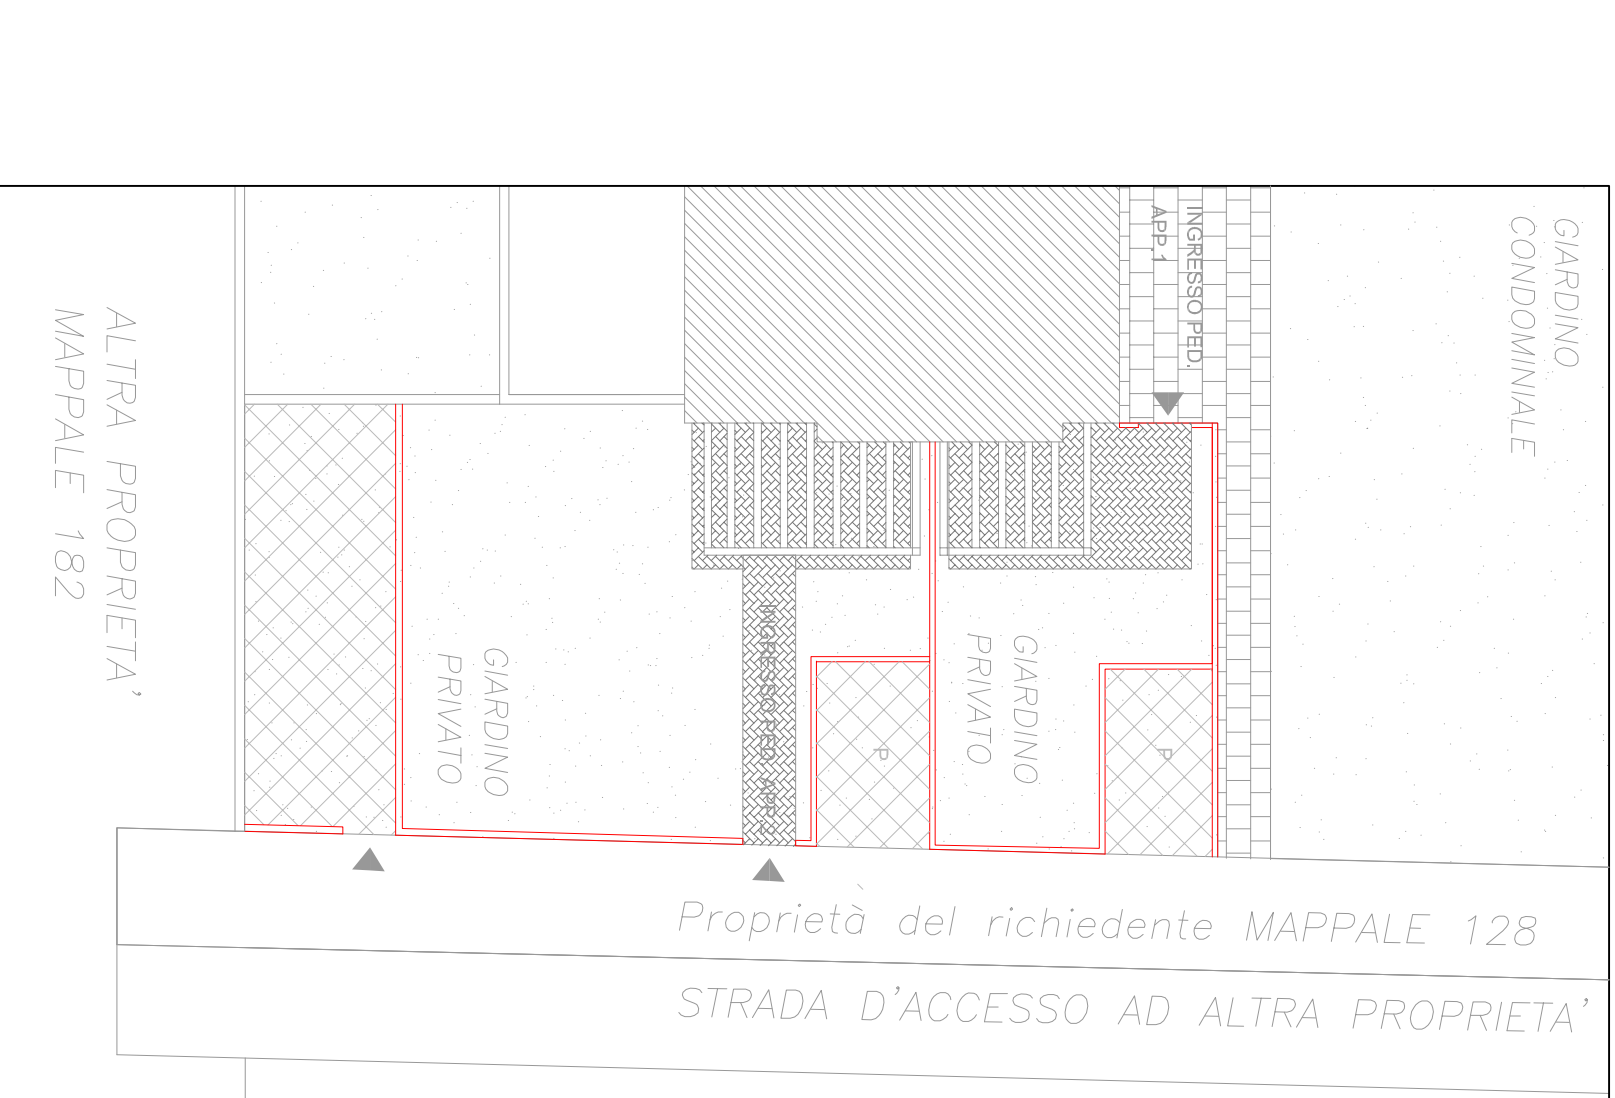 GIARDINO
CONDOMINIALE
INGRESSO PED.
APP.1
ALTRA PROPRIETA'
MAPPALE 182
GIARDINO
PRIVATO
INGRESSO PED. APP.2
P
GIARDINO
PRIVATO
P
Proprietà del richiedente MAPPALE 128
STRADA D'ACCESSO AD ALTRA PROPRIETA'